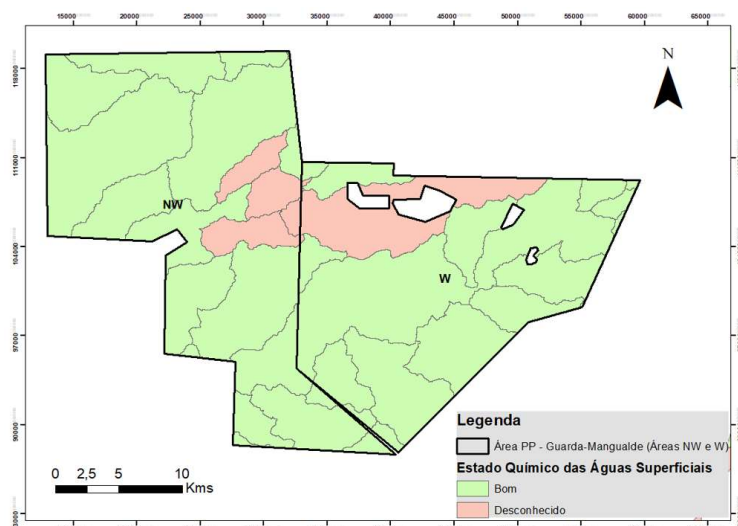 15000 20000 25000 30000 35000 40000 45000 50000 55000 60000 65000
118000
111000
104000
97000
90000
N
NW
W
0 2,5 5 10
Kms
Legenda
Área PP - Guarda-Mangualde (Áreas NW e W)
Estado Químico das Águas Superficiais
Bom
Desconhecido